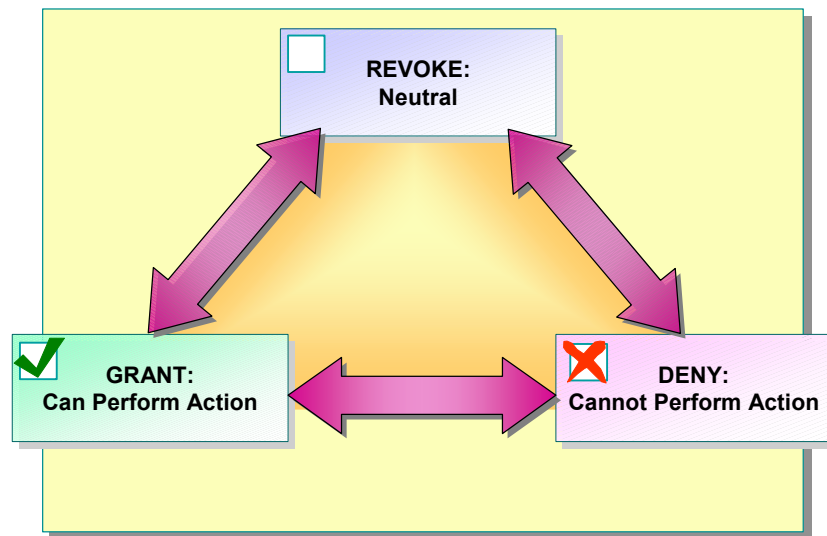 REVOKE:
Neutral
GRANT:
Can Perform Action
DENY:
Cannot Perform Action